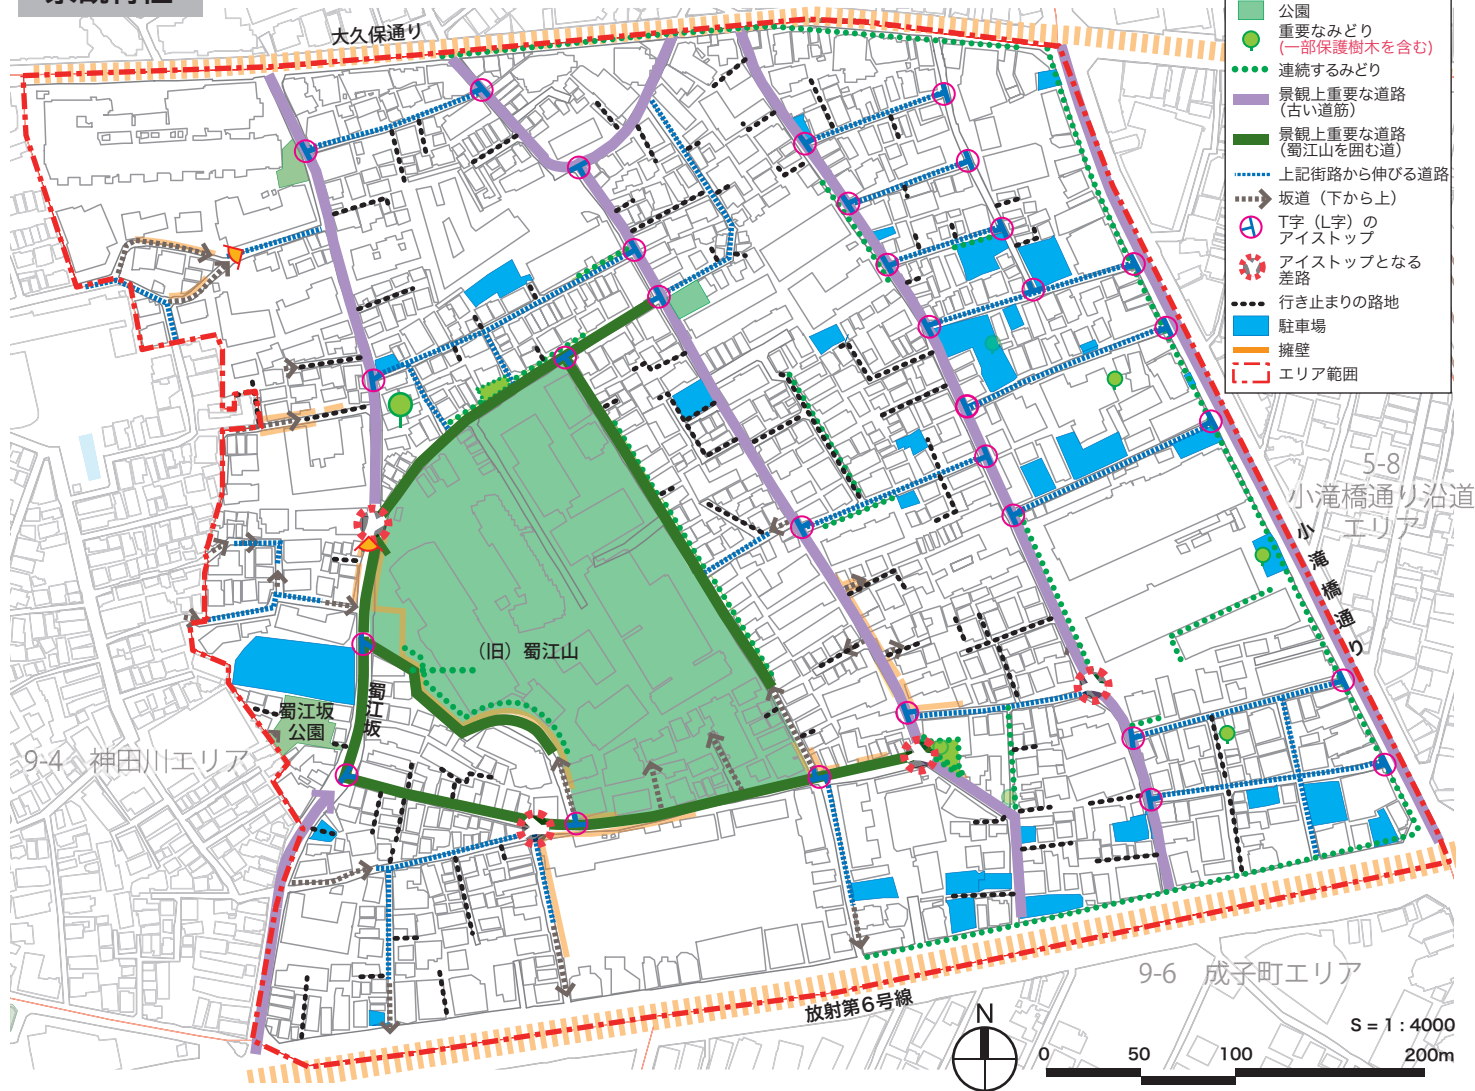 大久保通り
公園
重要なみどり
(一部保護樹木を含む)
連続するみどり
景観上重要な道路
(古い道筋)
景観上重要な道路
(蜀江山を囲む道)
上記街路から伸びる道路
坂道（下から上）
T字（L字）の
アイストップ
アイストップとなる
差路
行き止まりの路地
駐車場
擁壁
エリア範囲
5-8
小滝橋通り沿道
エリア
小滝橋通り
（旧）蜀江山
蜀江坂
蜀江坂
公園
9-4 神田川エリア
9-6 成子町エリア
放射第6号線
N
S = 1 : 4000
0 50 100 200m